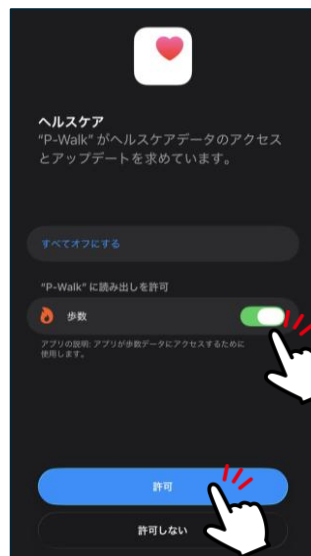 ヘルスケア
“P-Walk” がヘルスケアデータのアクセス
とアップデートを求めています。
すべてオフにする
“P-Walk” に読み出しを許可
歩数
アプリの説明: アプリが歩数データにアクセスするために
使用します。
許可
許可しない